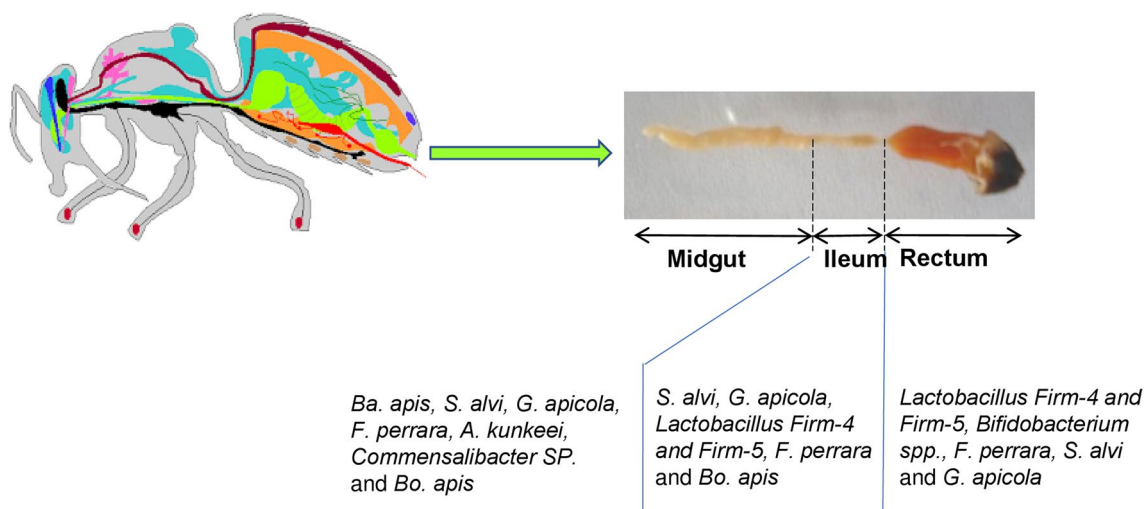 Midgut
Ileum
Rectum
Ba. apis, S. alvi, G. apicola,
F. perrara, A. kunkeei,
Commensalibacter SP.
and Bo. apis
S. alvi, G. apicola,
Lactobacillus Firm-4
and Firm-5, F. perrara
and Bo. apis
Lactobacillus Firm-4 and
Firm-5, Bifidobacterium
spp., F. perrara, S. alvi
and G. apicola